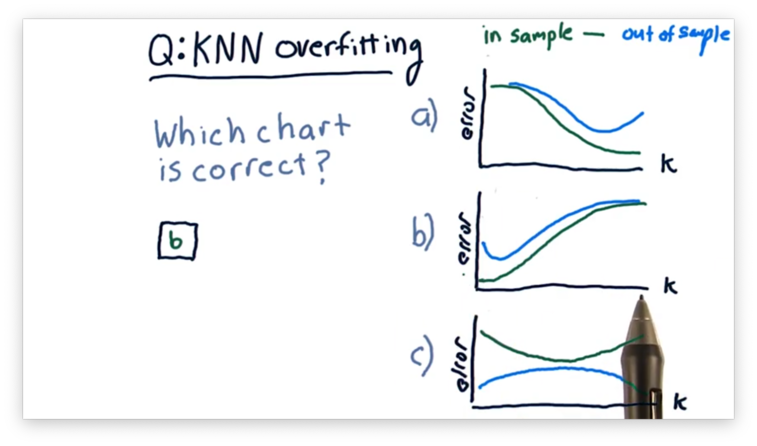 Q: KNN overfitting
in sample — out of sample
Which chart
is correct?
b
a)
error
K
b)
error
K
c)
error
K